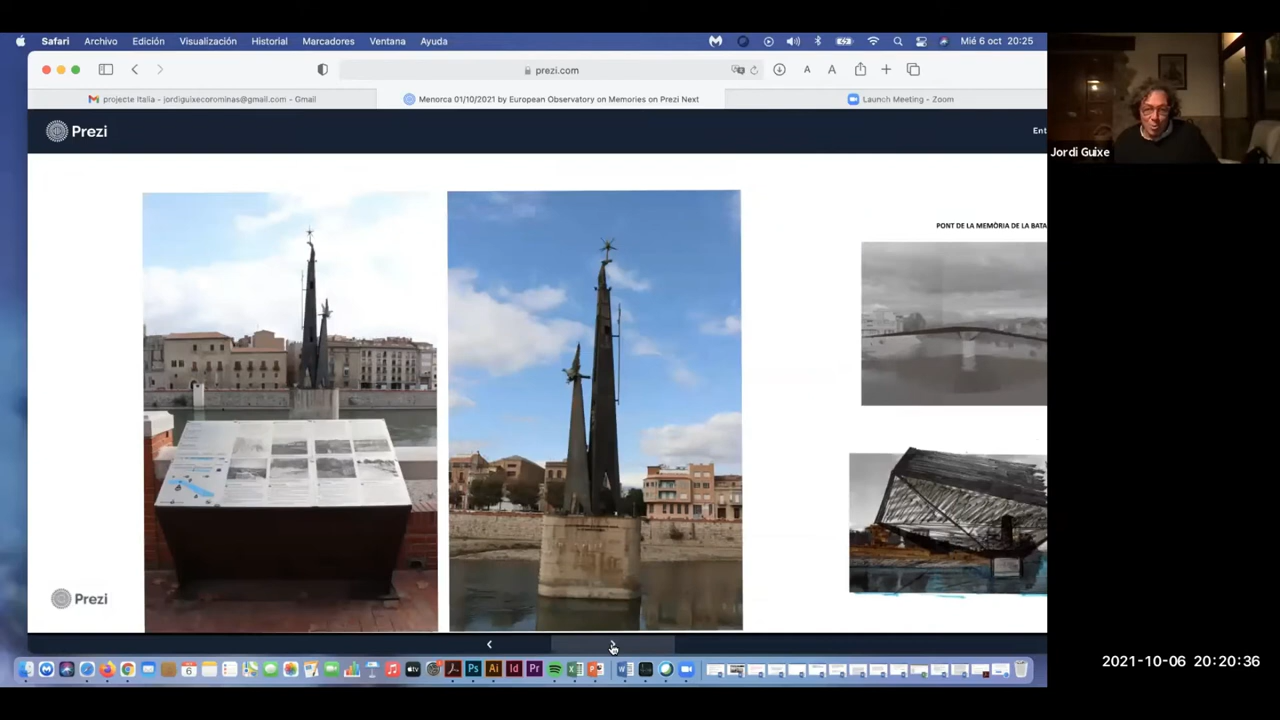 Safari Archivo Edición Visualización Historial Marcadores Ventana Ayuda Mié 6 oct 20:25
prezi.com
projecte Italia - jordiguixecorominas@gmail.com - Gmail
Menorca 01/10/2021 by European Observatory on Memories on Prezi Next
Launch Meeting - Zoom
Prezi
Ent
Jordi Guixe
PONT DE LA MEMÒRIA DE LA BATA
Prezi
2021-10-06 20:20:36